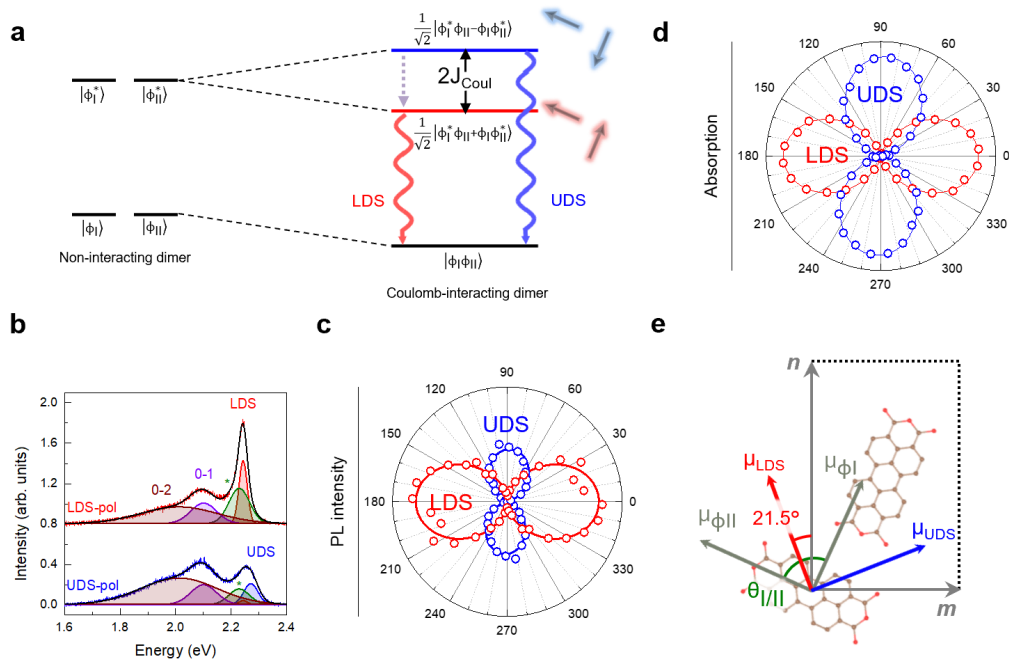 a
1/√2 |ϕI*ϕII−ϕIϕII*⟩
2JCoul
|ϕI*⟩ |ϕII*⟩
1/√2 |ϕI*ϕII+ϕIϕII*⟩
LDS
UDS
|ϕI⟩ |ϕII⟩
Non-interacting dimer
|ϕIϕII⟩
Coulomb-interacting dimer
b
Intensity (arb. units)
2.0
1.6
1.2
0.8
0.4
0.0
LDS
0-2
0-1
*
LDS-pol
UDS
*
UDS-pol
1.6 1.8 2.0 2.2 2.4
Energy (eV)
c
PL intensity
90
120 60
150 30
180 0
210 330
240 300
270
UDS
LDS
d
Absorption
90
120 60
150 30
180 0
210 330
240 300
270
UDS
LDS
e
n
μLDS
μϕI
21.5°
μϕII
μUDS
θI/II
m